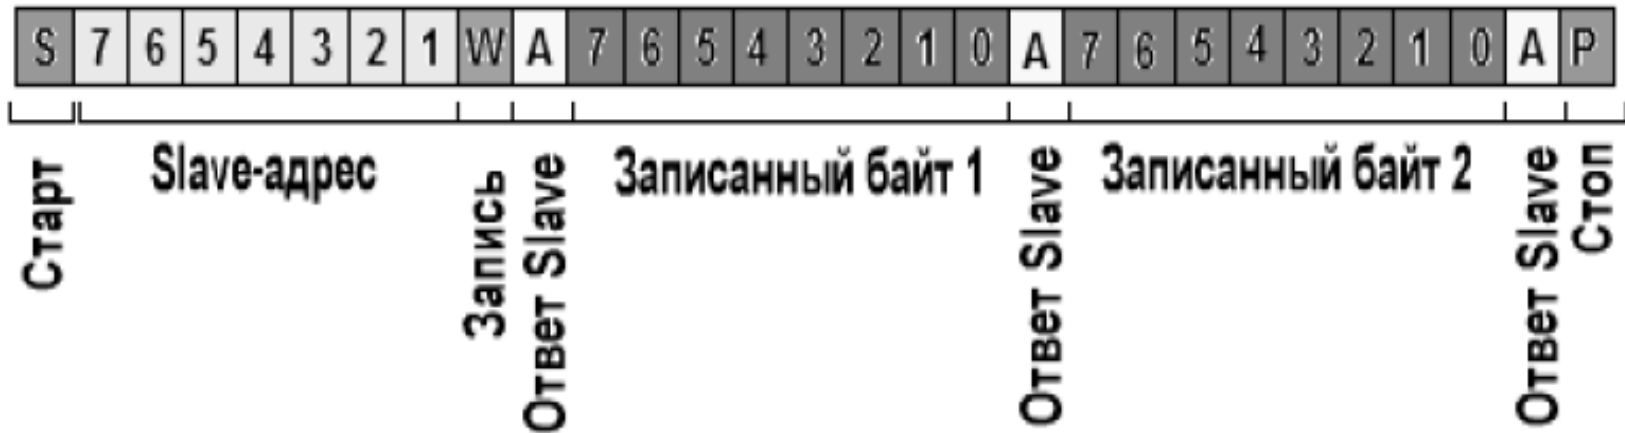 S 7 6 5 4 3 2 1 W A 7 6 5 4 3 2 1 0 A 7 6 5 4 3 2 1 0 A P
Старт
Slave-адрес
Запись
Ответ Slave
Записанный байт 1
Ответ Slave
Записанный байт 2
Ответ Slave
Стоп